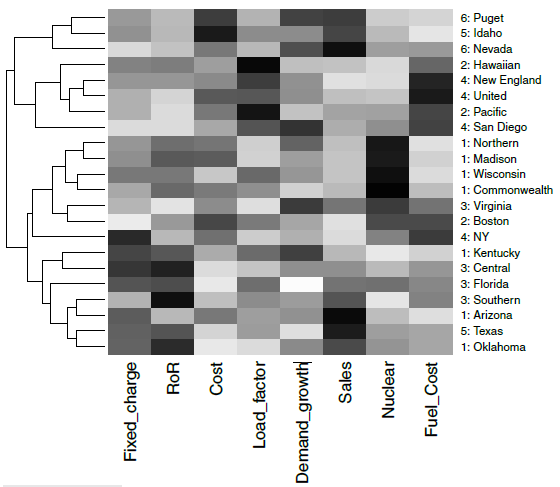 6: Puget
5: Idaho
6: Nevada
2: Hawaiian
4: New England
4: United
2: Pacific
4: San Diego
1: Northern
1: Madison
1: Wisconsin
1: Commonwealth
3: Virginia
2: Boston
4: NY
1: Kentucky
3: Central
3: Florida
3: Southern
1: Arizona
5: Texas
1: Oklahoma
Fixed_charge
RoR
Cost
Load_factor
Demand_growth
Sales
Nuclear
Fuel_Cost